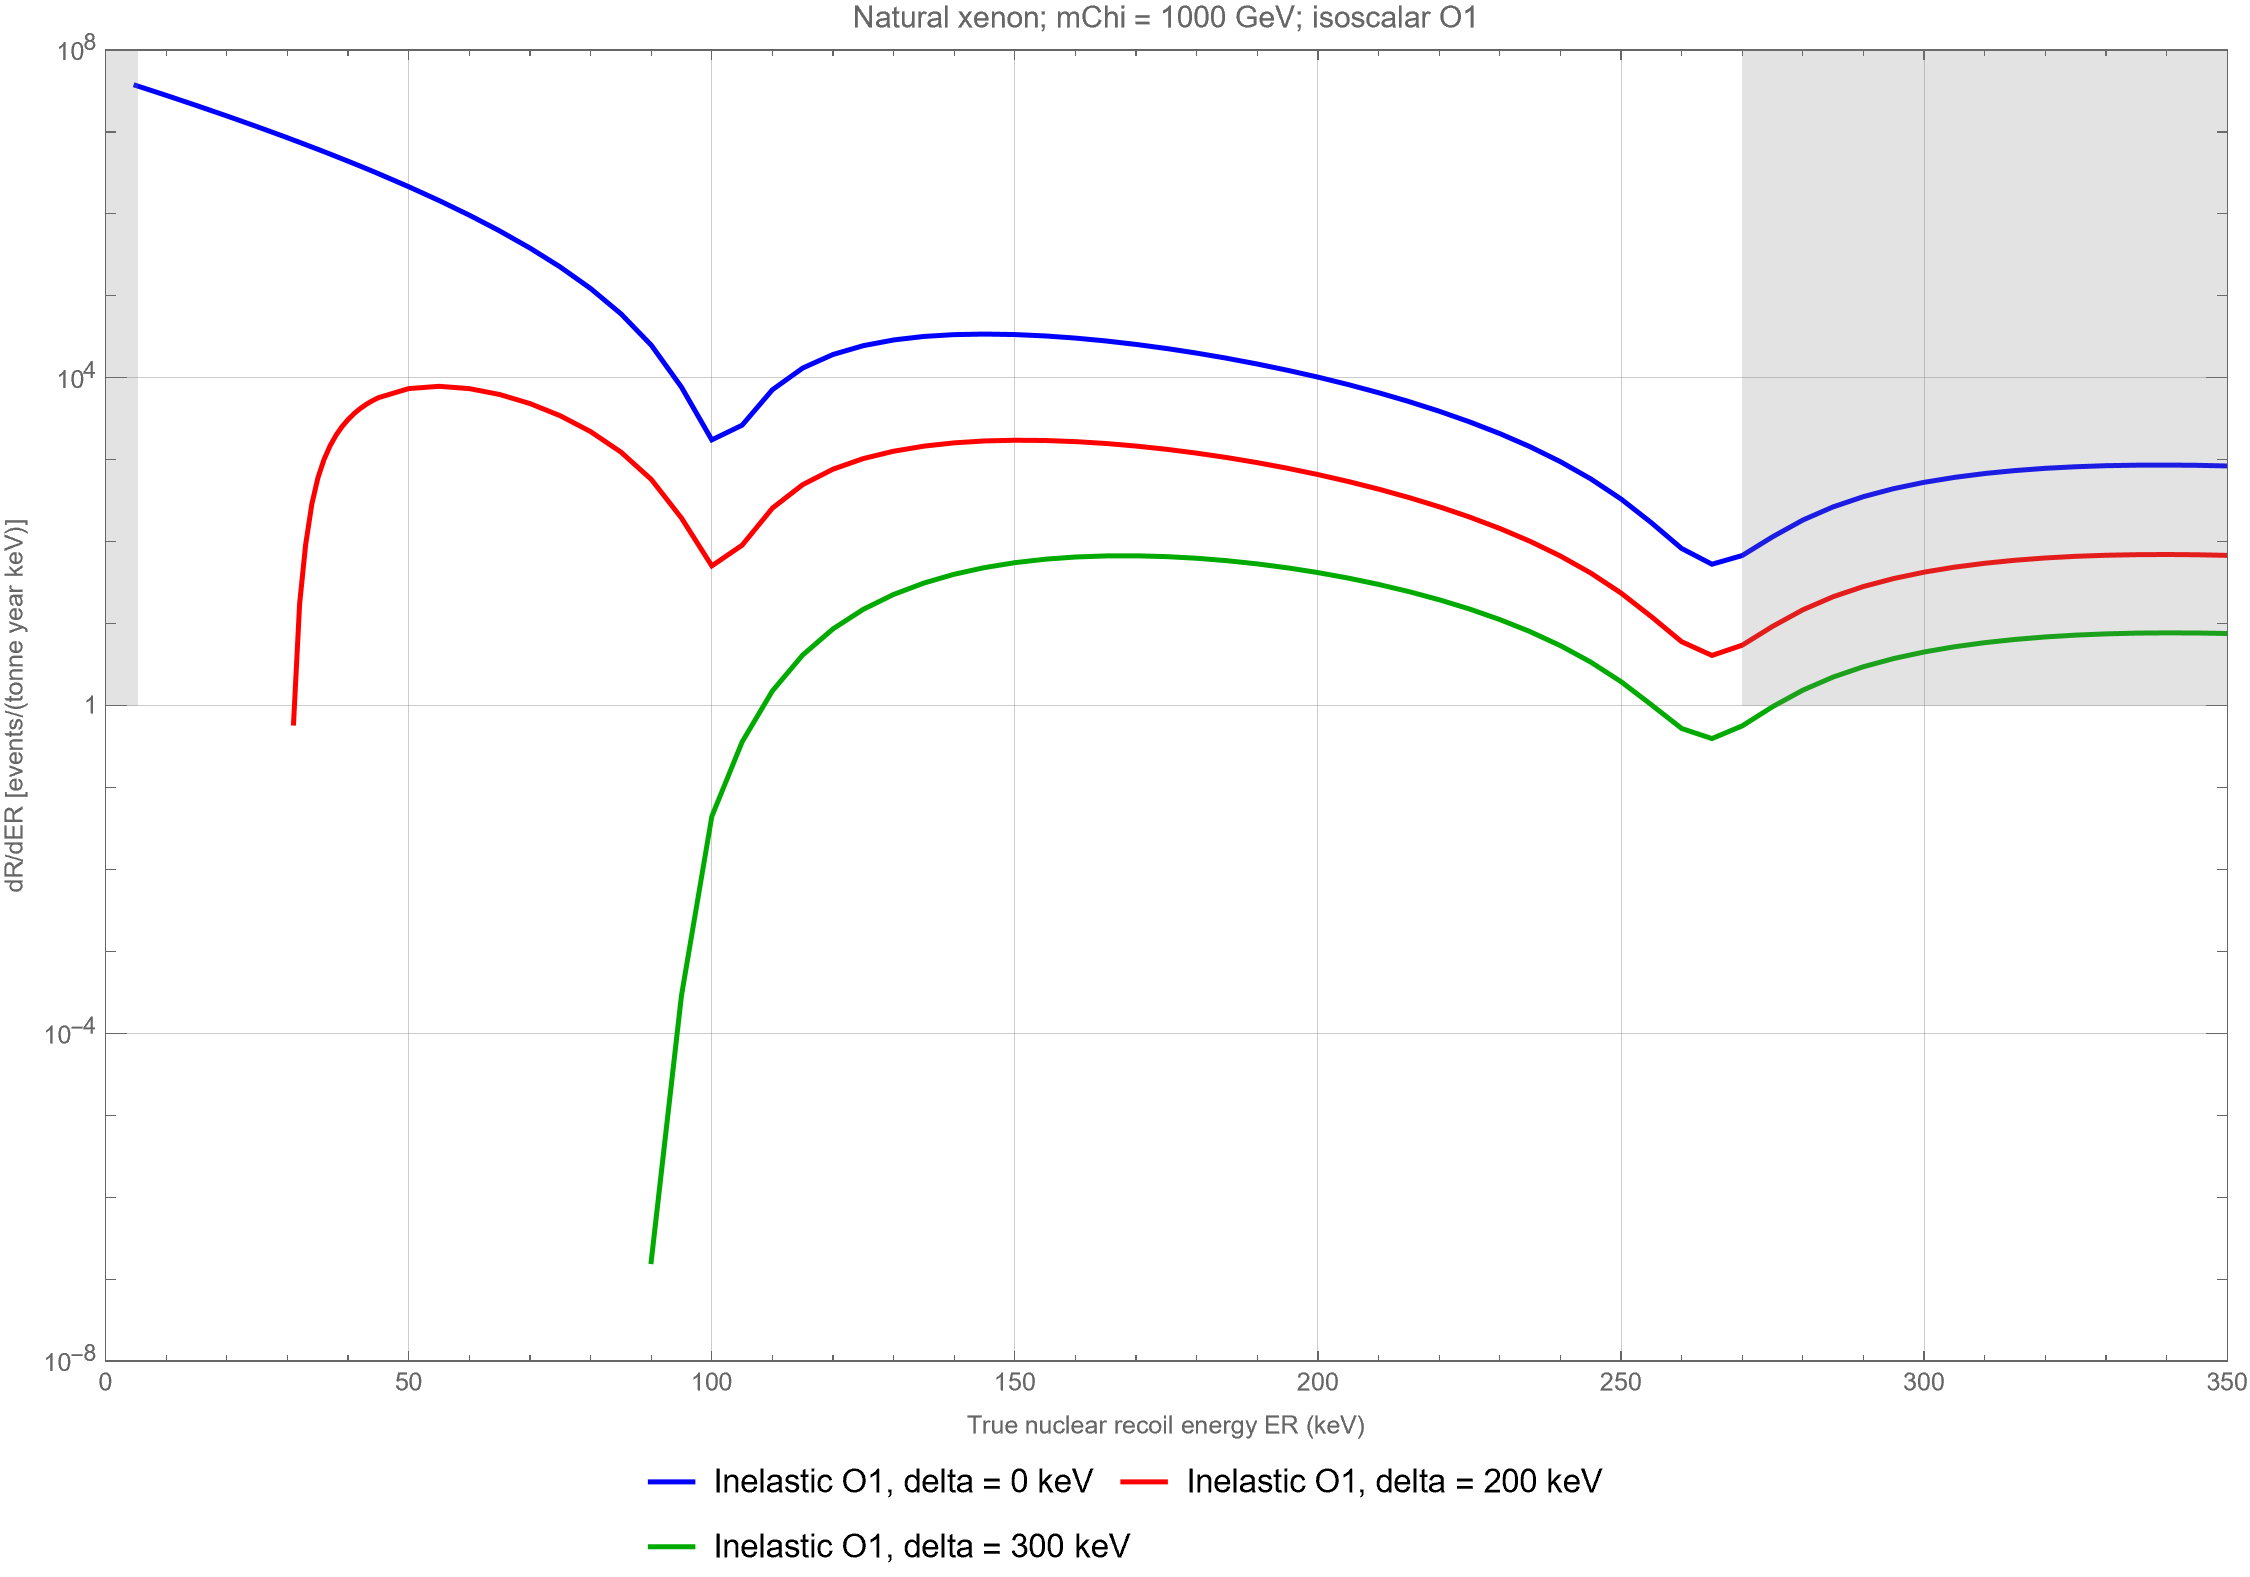 Natural xenon; mChi = 1000 GeV; isoscalar O1
dR/dER [events/(tonne year keV)]
10^8
10^4
1
10^−4
10^−8
0 50 100 150 200 250 300 350
True nuclear recoil energy ER (keV)
Inelastic O1, delta = 0 keV Inelastic O1, delta = 200 keV
Inelastic O1, delta = 300 keV